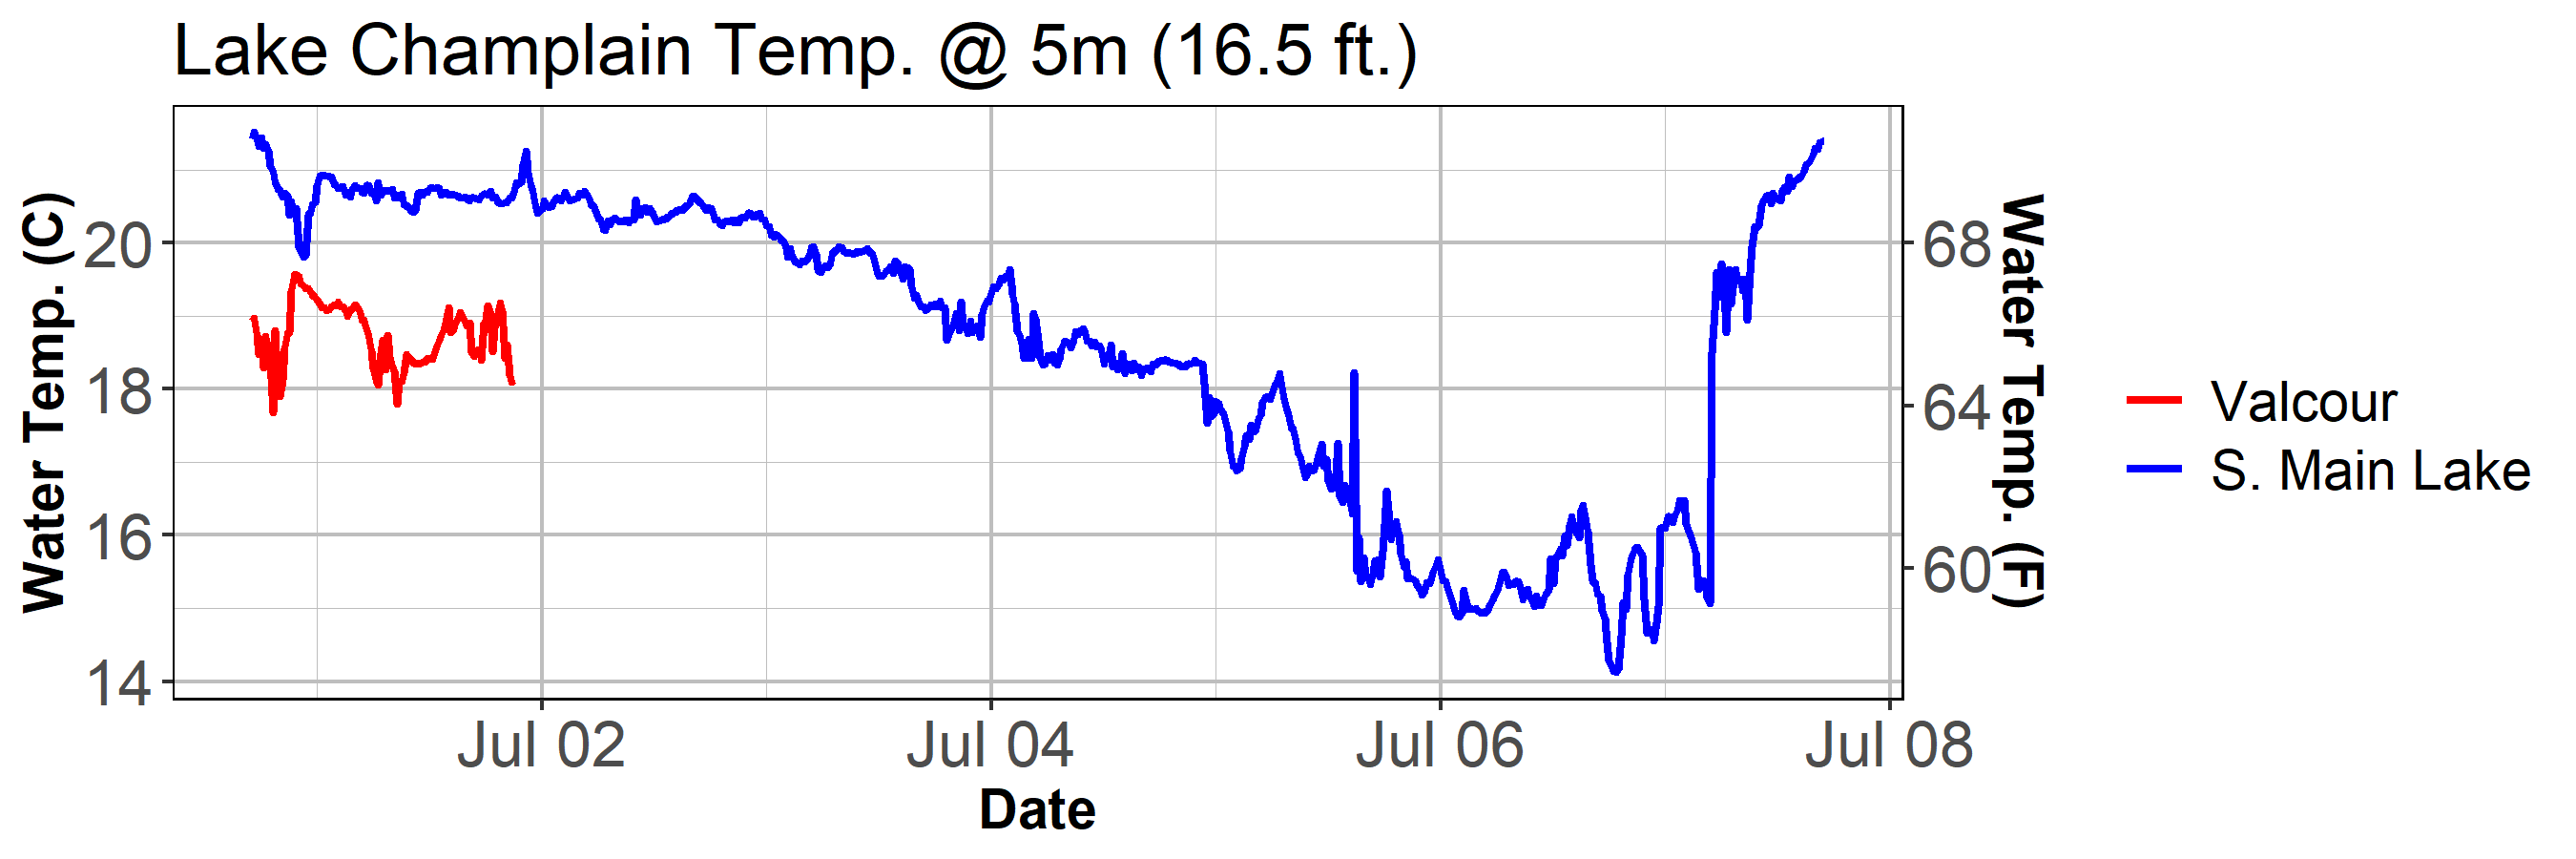 Lake Champlain Temp. @ 5m (16.5 ft.)
Water Temp. (C)
20
18
16
14
68
64
60
Water Temp. (F)
Jul 02
Jul 04
Jul 06
Jul 08
Date
Valcour
S. Main Lake